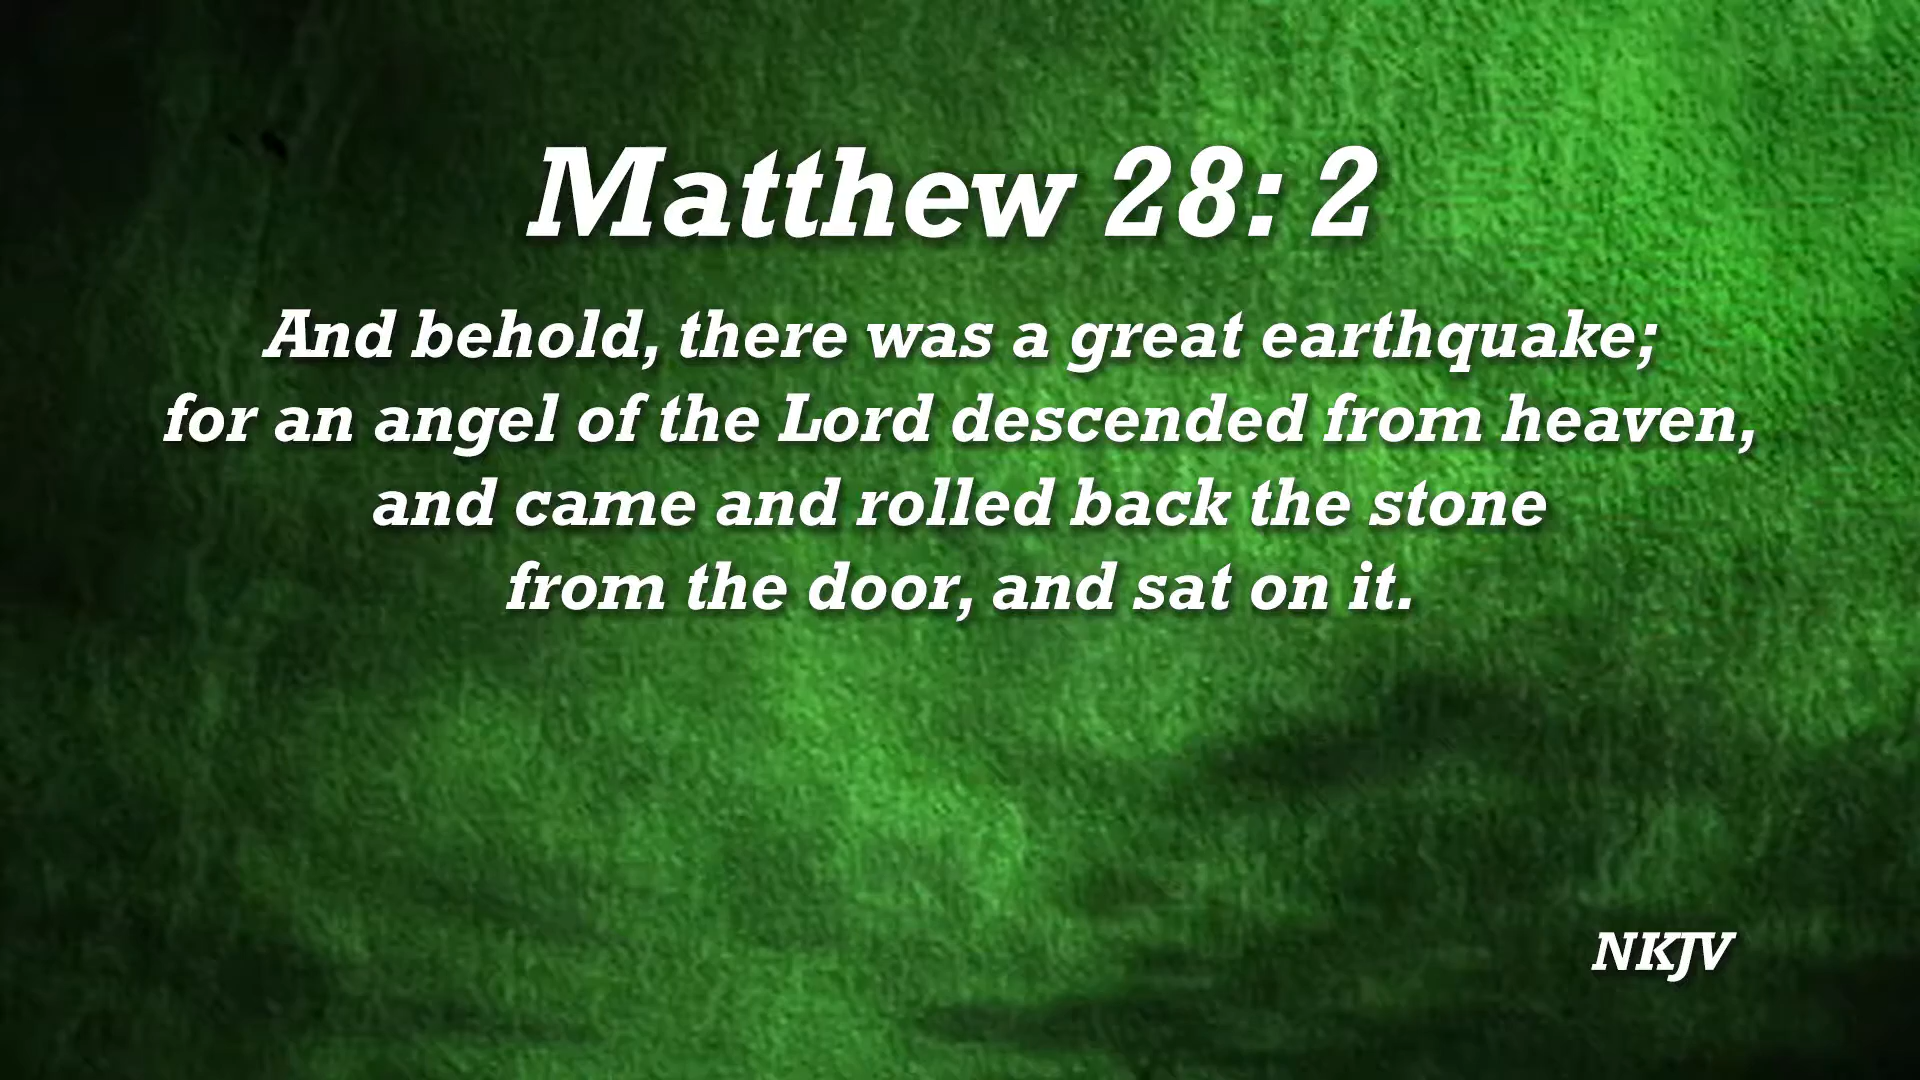 Matthew 28: 2
And behold, there was a great earthquake;
for an angel of the Lord descended from heaven,
and came and rolled back the stone
from the door, and sat on it.
NKJV